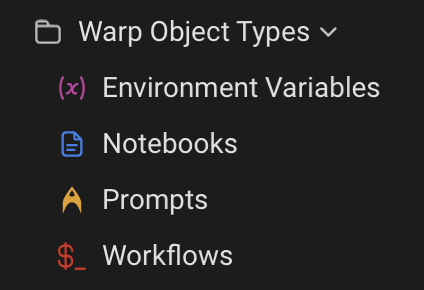 Warp Object Types
(x) Environment Variables
Notebooks
Prompts
$_ Workflows